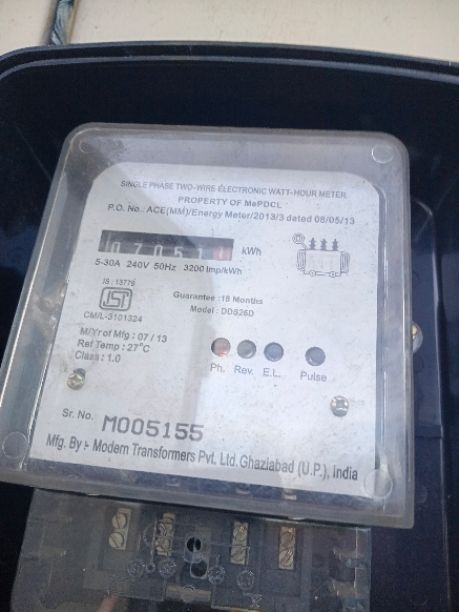 SINGLE PHASE TWO-WIRE ELECTRONIC WATT-HOUR METER
PROPERTY OF MePDCL
P.O. No.: ACE(MM)/Energy Meter/2013/3 dated 08/05/13
07051 kWh
5-30A 240V 50Hz 3200 Imp/kWh
IS : 13779
ISI
CM/L-3101324
Guarantee : 18 Months
Model : DDS26D
M/Yr of Mfg : 07 / 13
Ref Temp : 27°C
Class : 1.0
Ph. Rev. E.L. Pulse
Sr. No. M005155
Mfg. By :- Modern Transformers Pvt. Ltd. Ghaziabad (U.P.), India